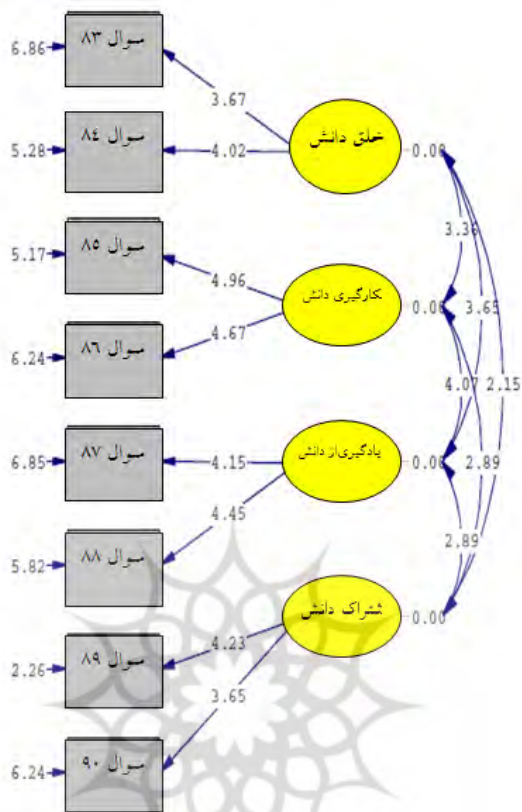 6.86
سوال ۸۳
3.67
خلق دانش
0.00
5.28
سوال ۸۴
4.02
3.36
5.17
سوال ۸۵
4.96
بکارگیری دانش
0.00
3.65
6.24
سوال ۸۶
4.67
4.07
2.15
6.85
سوال ۸۷
4.15
یادگیری از دانش
0.00
2.89
4.45
5.82
سوال ۸۸
2.89
شتراک دانش
0.00
2.26
سوال ۸۹
4.23
3.65
6.24
سوال ۹۰